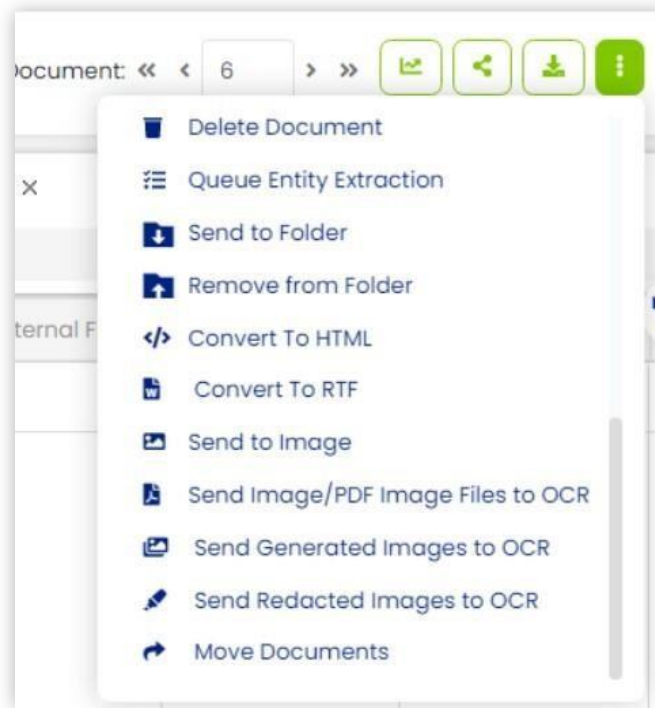 Document: « ‹ 6 › »
Delete Document
Queue Entity Extraction
Send to Folder
Remove from Folder
ternal F
Convert To HTML
Convert To RTF
Send to Image
Send Image/PDF Image Files to OCR
Send Generated Images to OCR
Send Redacted Images to OCR
Move Documents